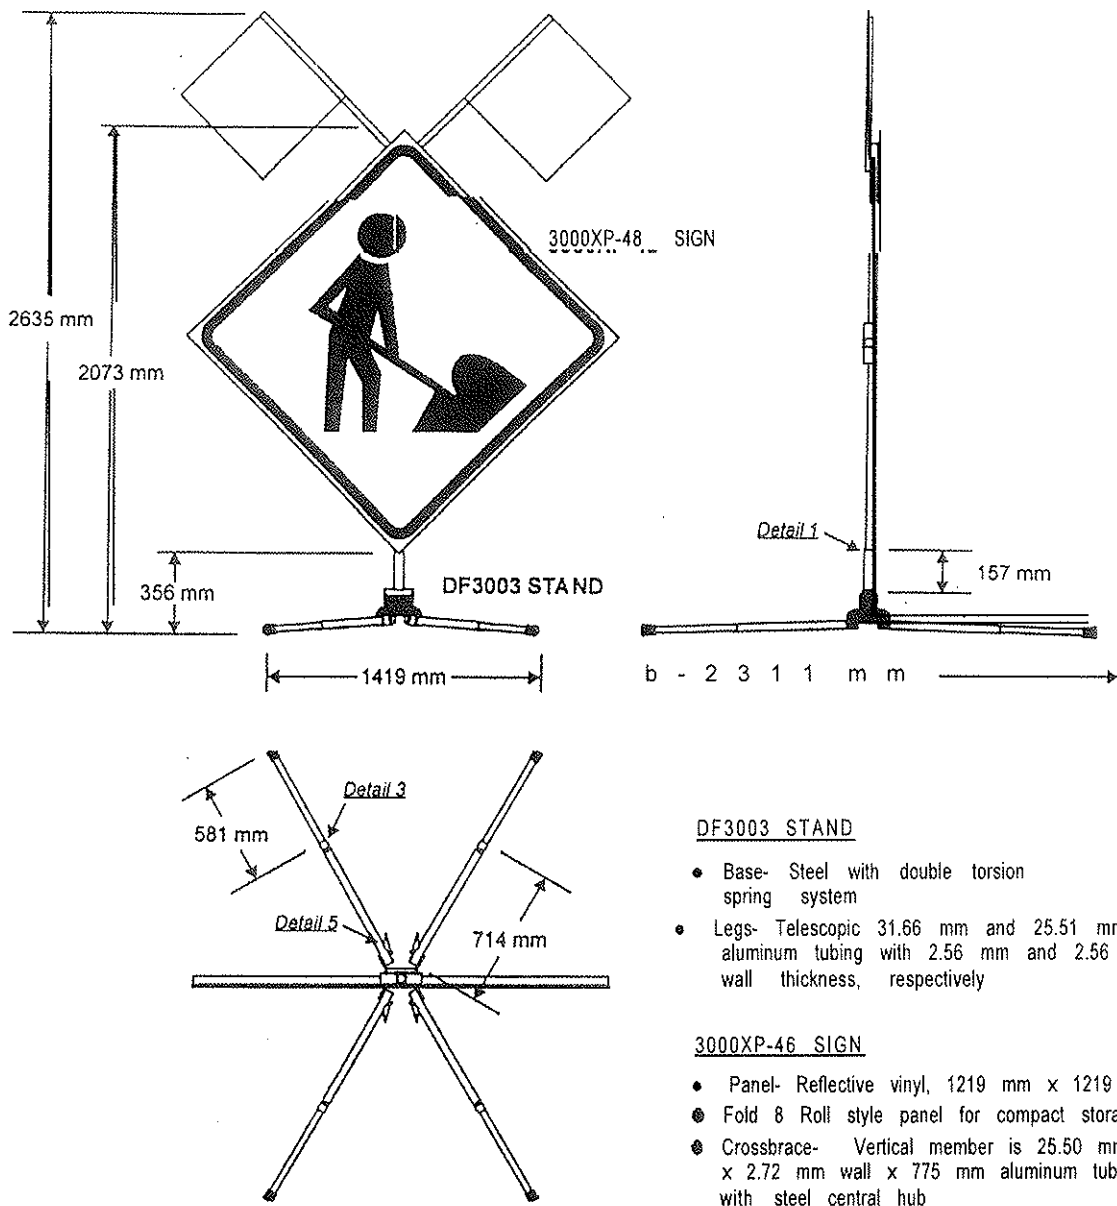 2635 mm
2073 mm
3000XP-48 SIGN
356 mm
DF3003 STAND
1419 mm
Detail 1
157 mm
b - 2 3 1 1 m m
Detail 3
581 mm
Detail 5
714 mm
DF3003 STAND
• Base- Steel with double torsion
spring system
• Legs- Telescopic 31.66 mm and 25.51 mm
aluminum tubing with 2.56 mm and 2.56
wall thickness, respectively
3000XP-46 SIGN
• Panel- Reflective vinyl, 1219 mm x 1219
• Fold 8 Roll style panel for compact stora
• Crossbrace- Vertical member is 25.50 mm
x 2.72 mm wall x 775 mm aluminum tub
with steel central hub